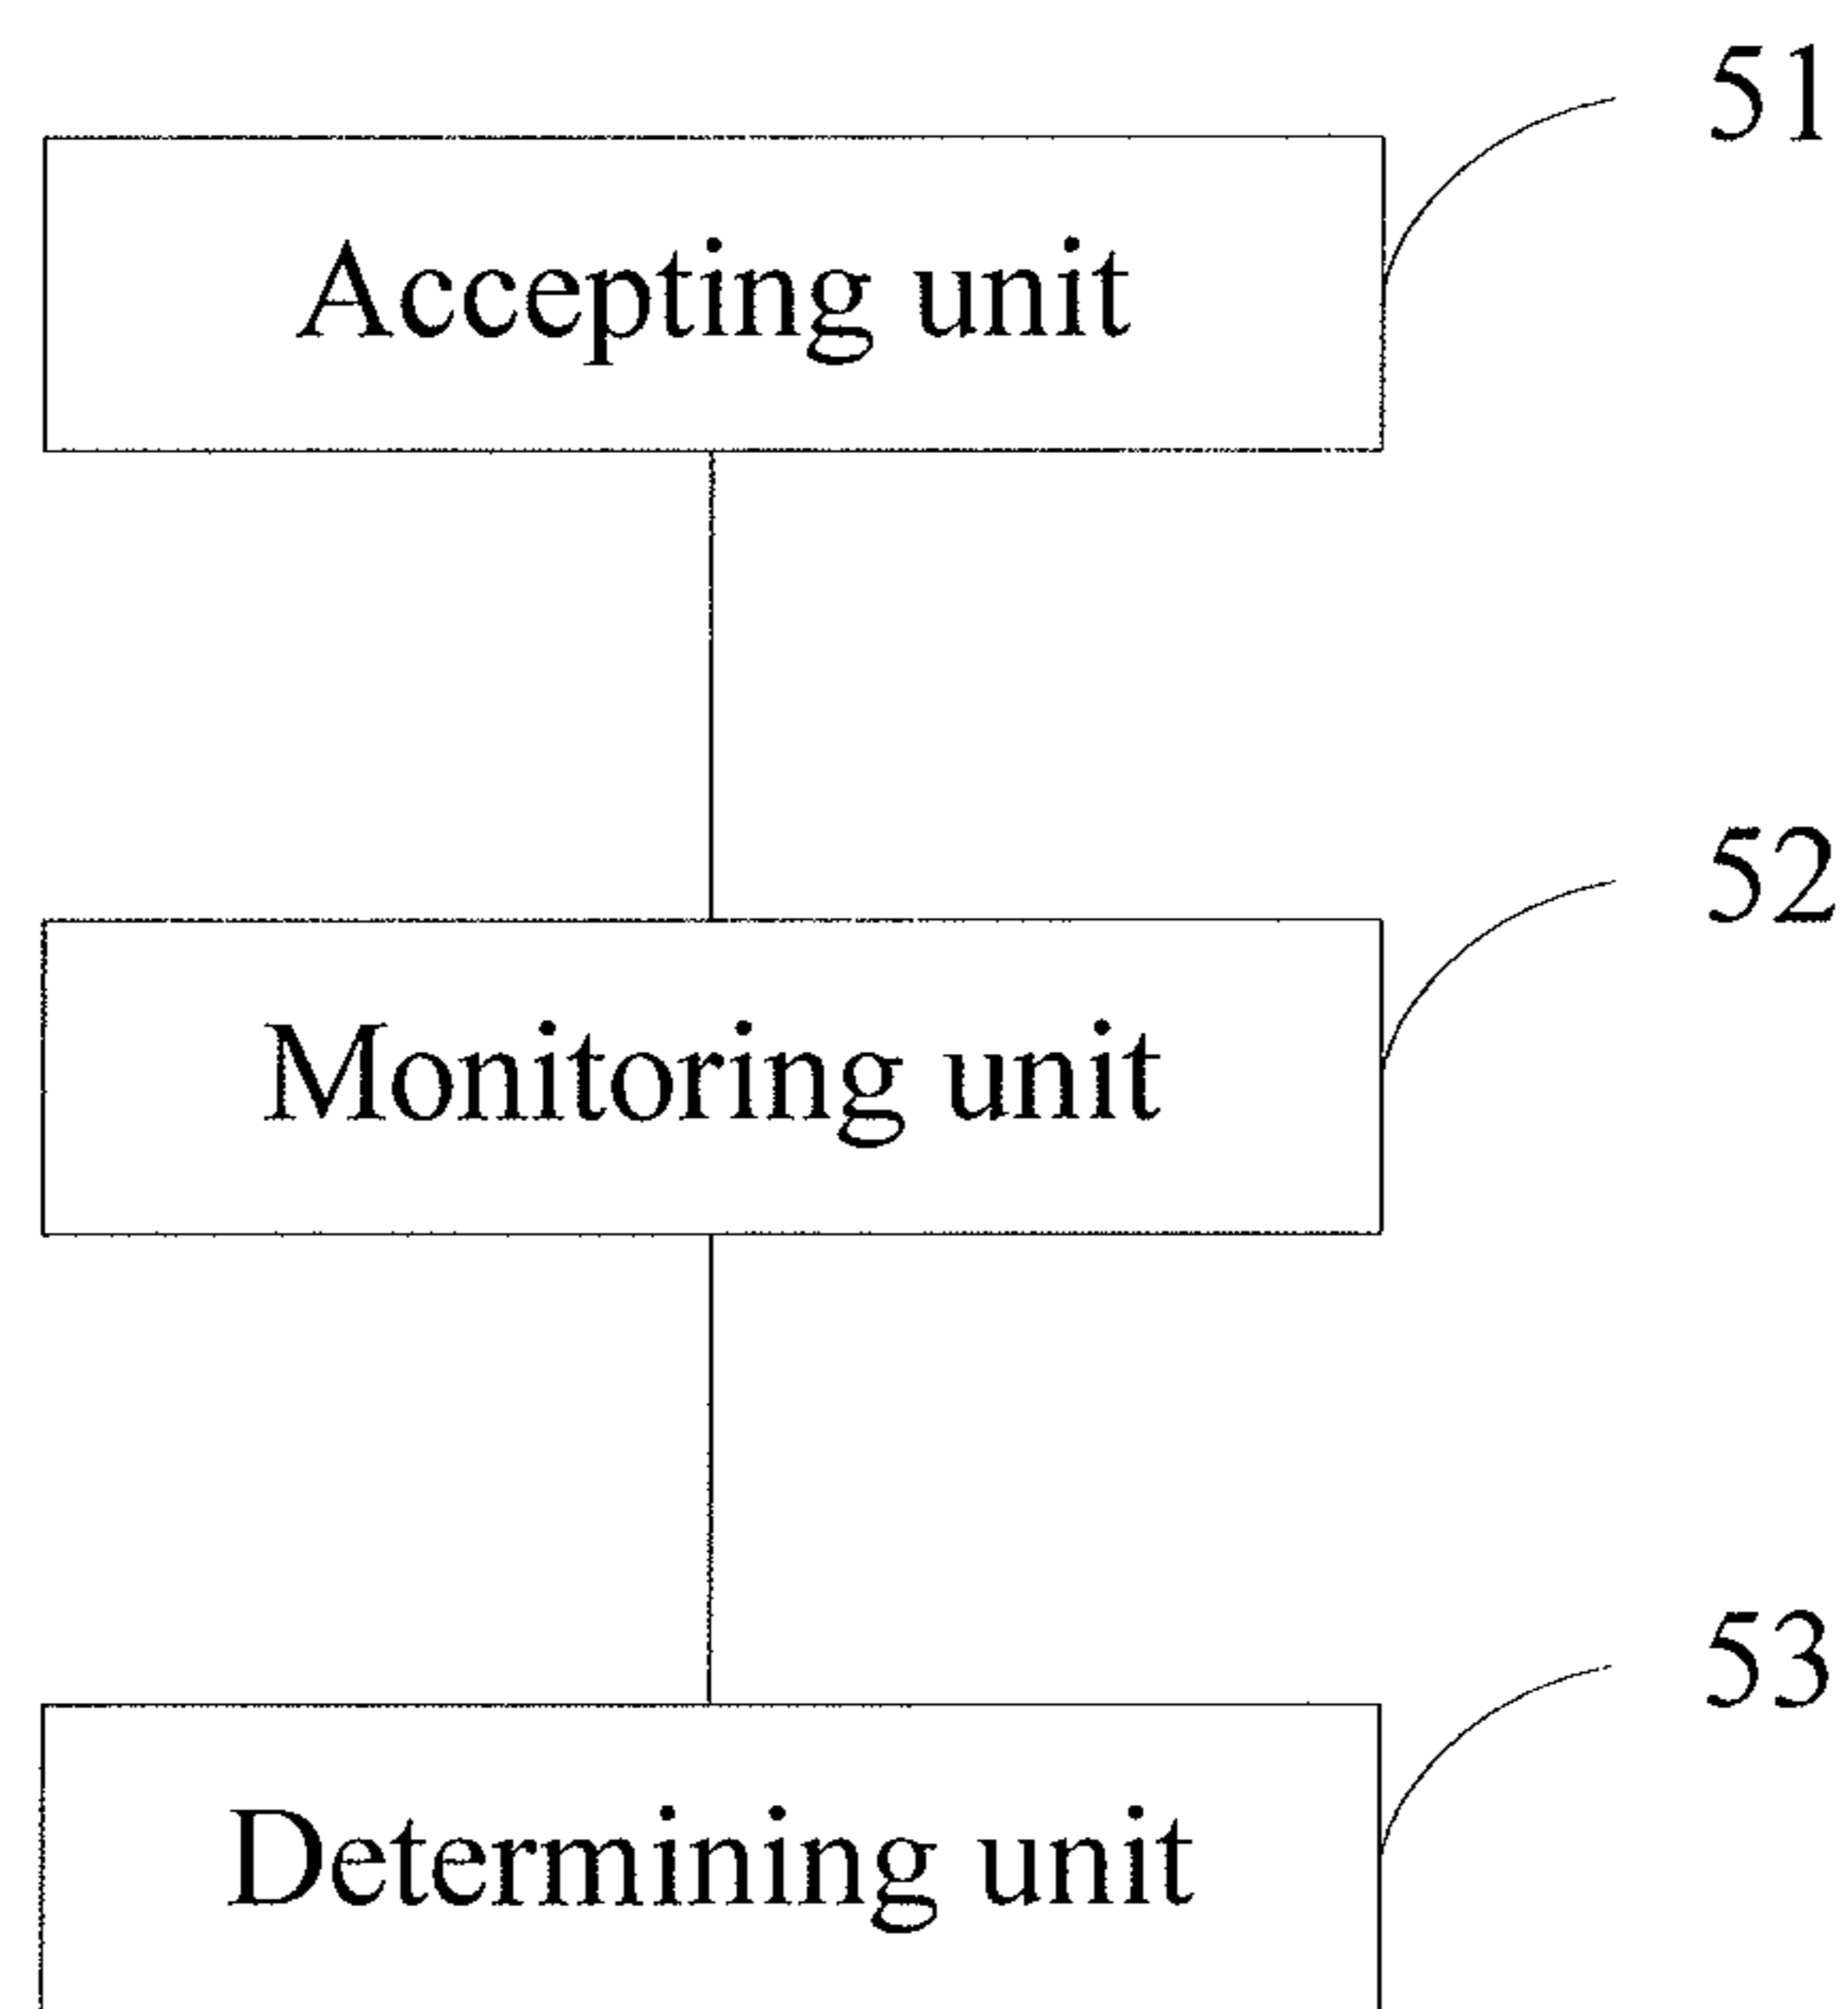 51
Accepting unit
52
Monitoring unit
53
Determining unit